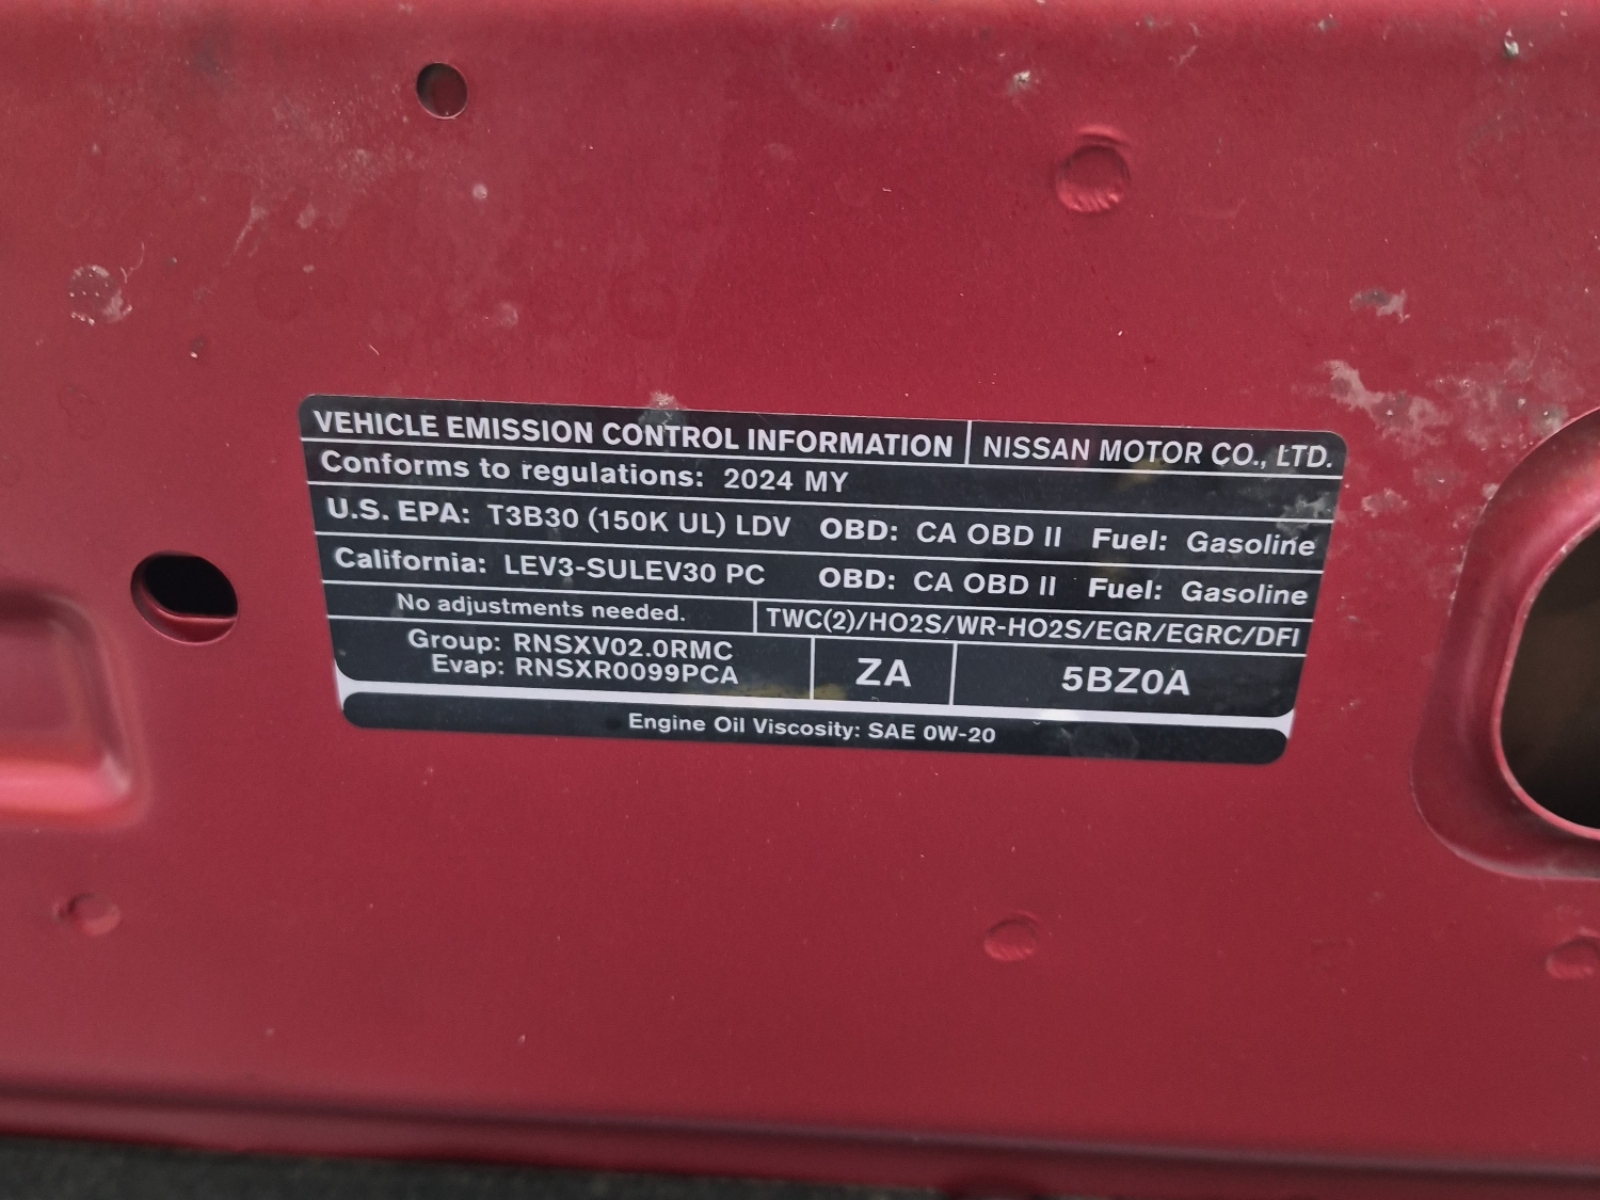 VEHICLE EMISSION CONTROL INFORMATION NISSAN MOTOR CO., LTD.
Conforms to regulations: 2024 MY
U.S. EPA: T3B30 (150K UL) LDV OBD: CA OBD II Fuel: Gasoline
California: LEV3-SULEV30 PC OBD: CA OBD II Fuel: Gasoline
No adjustments needed. TWC(2)/HO2S/WR-HO2S/EGR/EGRC/DFI
Group: RNSXV02.0RMC
Evap: RNSXR0099PCA
ZA
5BZ0A
Engine Oil Viscosity: SAE 0W-20